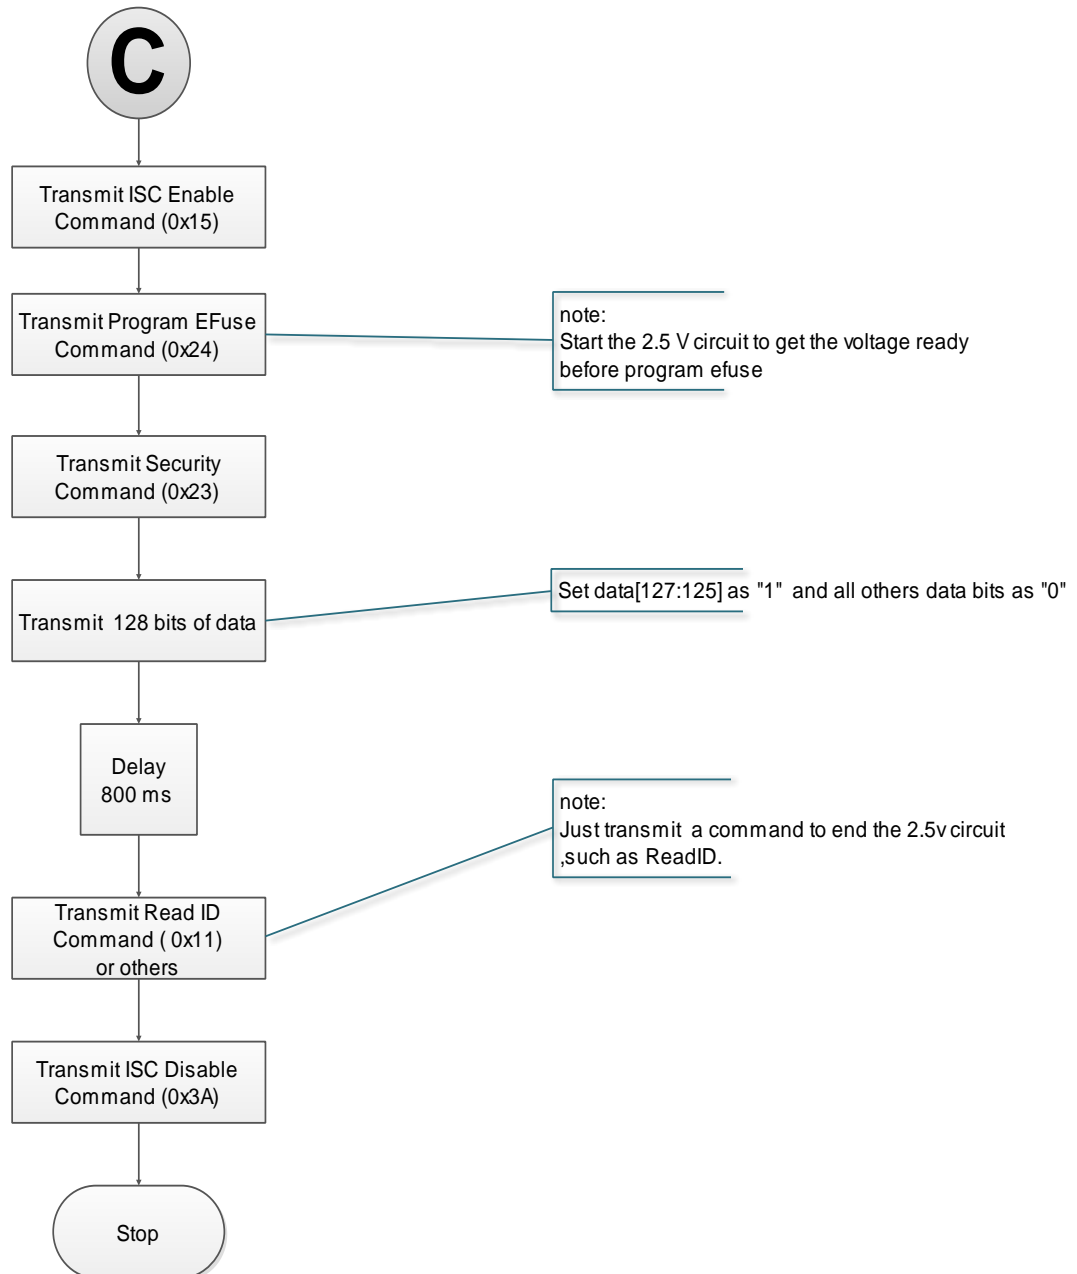 C
Transmit ISC Enable
Command (0x15)
Transmit Program EFuse
Command (0x24)
note:
Start the 2.5 V circuit to get the voltage ready
before program efuse
Transmit Security
Command (0x23)
Transmit 128 bits of data
Set data[127:125] as "1" and all others data bits as "0"
Delay
800 ms
note:
Just transmit a command to end the 2.5v circuit
,such as ReadID.
Transmit Read ID
Command ( 0x11)
or others
Transmit ISC Disable
Command (0x3A)
Stop